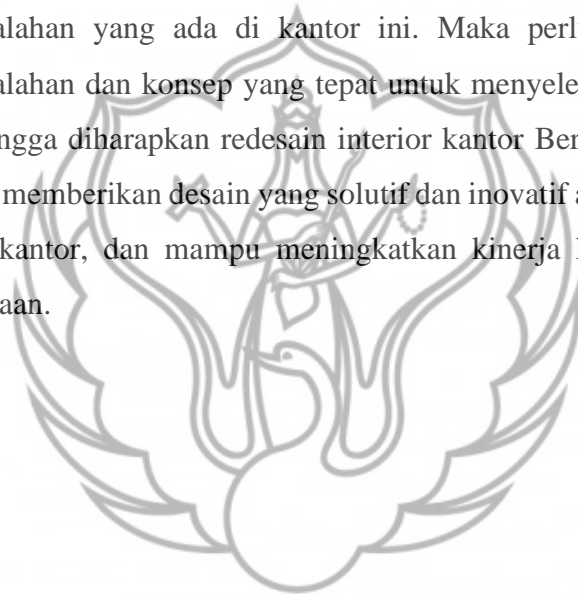 alahan yang ada di kantor ini. Maka perl
alahan dan konsep yang tepat untuk menyele
ngga diharapkan redesain interior kantor Ber
memberikan desain yang solutif dan inovatif a
kantor, dan mampu meningkatkan kinerja
aan.